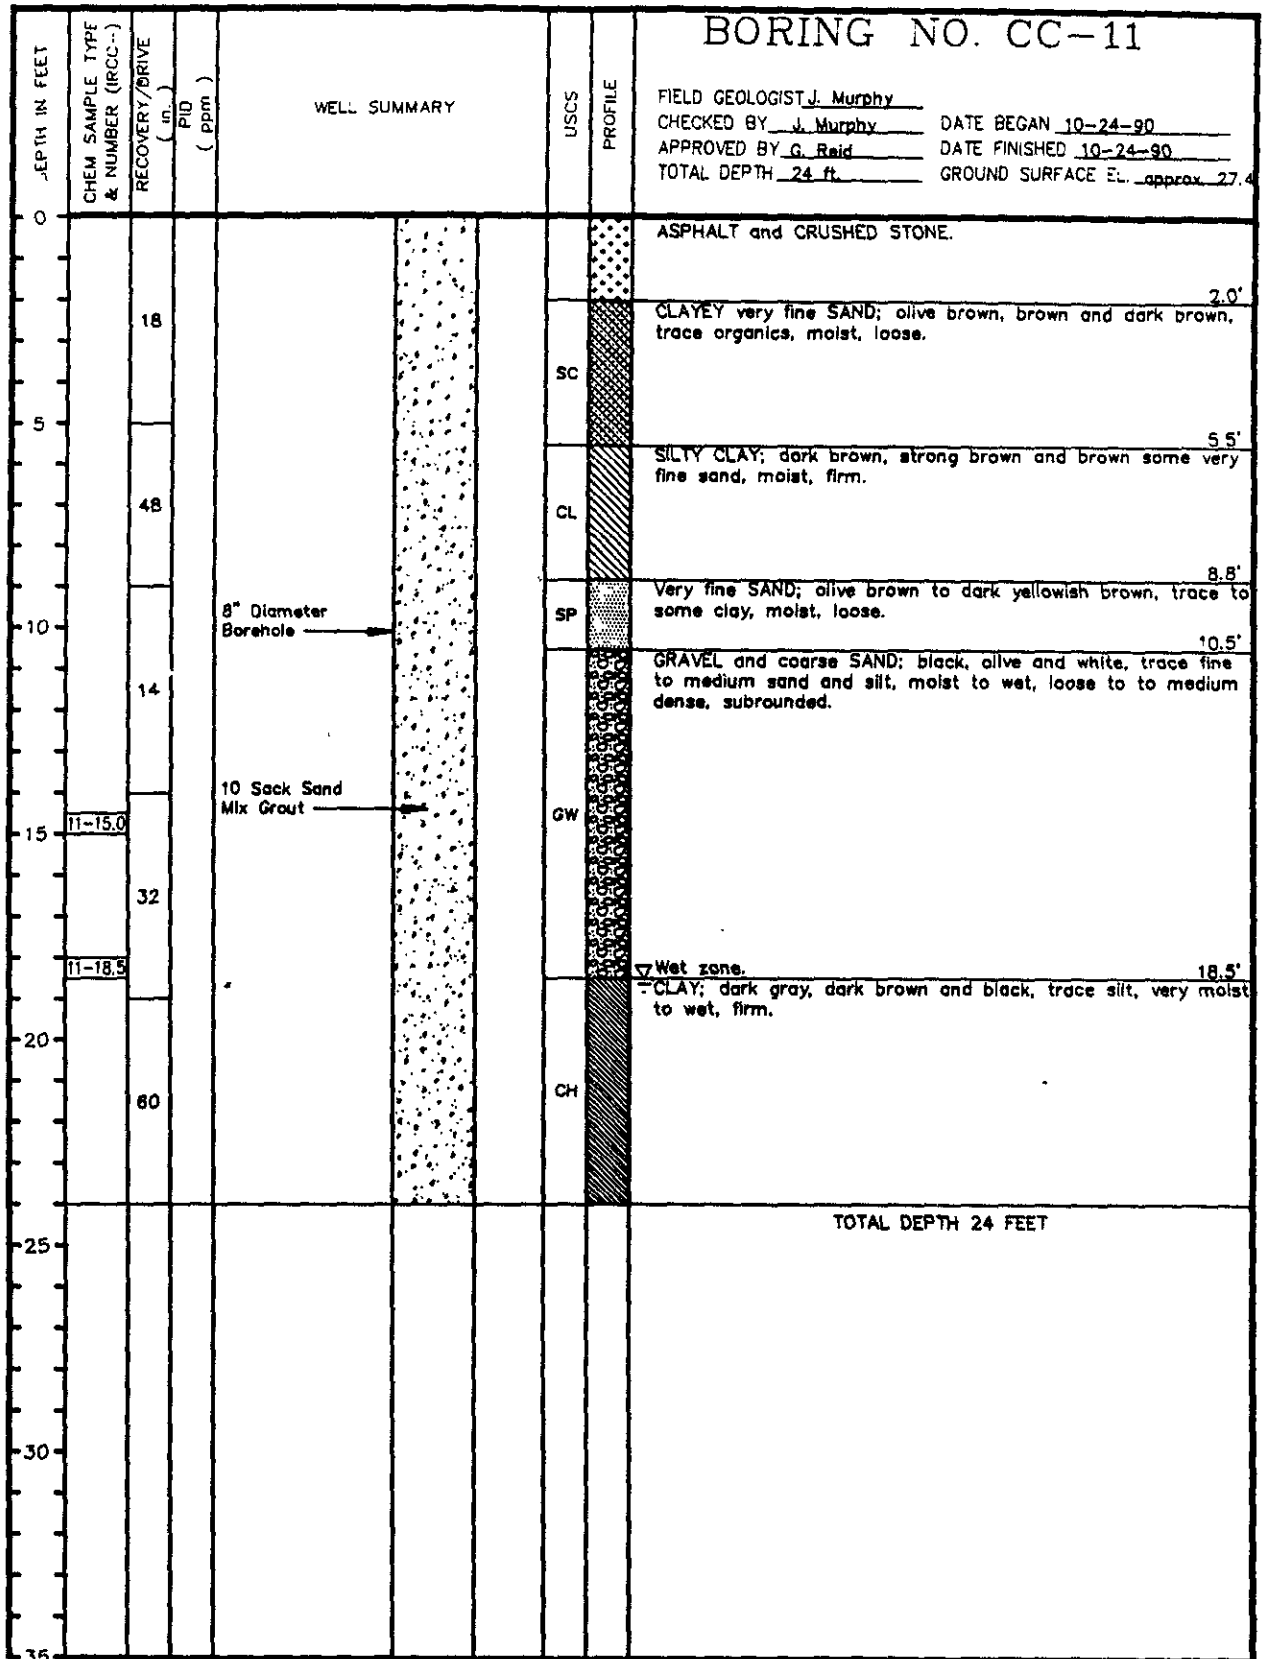 BORING NO. CC-11
FIELD GEOLOGIST J. Murphy
CHECKED BY J. Murphy DATE BEGAN 10-24-90
APPROVED BY G. Reid DATE FINISHED 10-24-90
TOTAL DEPTH 24 ft. GROUND SURFACE EL. approx. 27.4
DEPTH IN FEET
CHEM SAMPLE TYPE
& NUMBER (IRCC-)
RECOVERY/DRIVE
( in. )
PID
( ppm )
WELL SUMMARY
USCS
PROFILE
0
ASPHALT and CRUSHED STONE.
2.0'
CLAYEY very fine SAND; olive brown, brown and dark brown,
trace organics, moist, loose.
18
SC
5
5.5'
SILTY CLAY; dark brown, strong brown and brown some very
fine sand, moist, firm.
48
CL
8.8'
Very fine SAND; olive brown to dark yellowish brown, trace to
some clay, moist, loose.
SP
8" Diameter
Borehole
10
10.5'
GRAVEL and coarse SAND; black, olive and white, trace fine
to medium sand and silt, moist to wet, loose to to medium
dense, subrounded.
14
10 Sack Sand
Mix Grout
GW
11-15.0
15
32
11-18.5
Wet zone.
18.5'
CLAY; dark gray, dark brown and black, trace silt, very moist
to wet, firm.
20
60
CH
TOTAL DEPTH 24 FEET
25
30
35